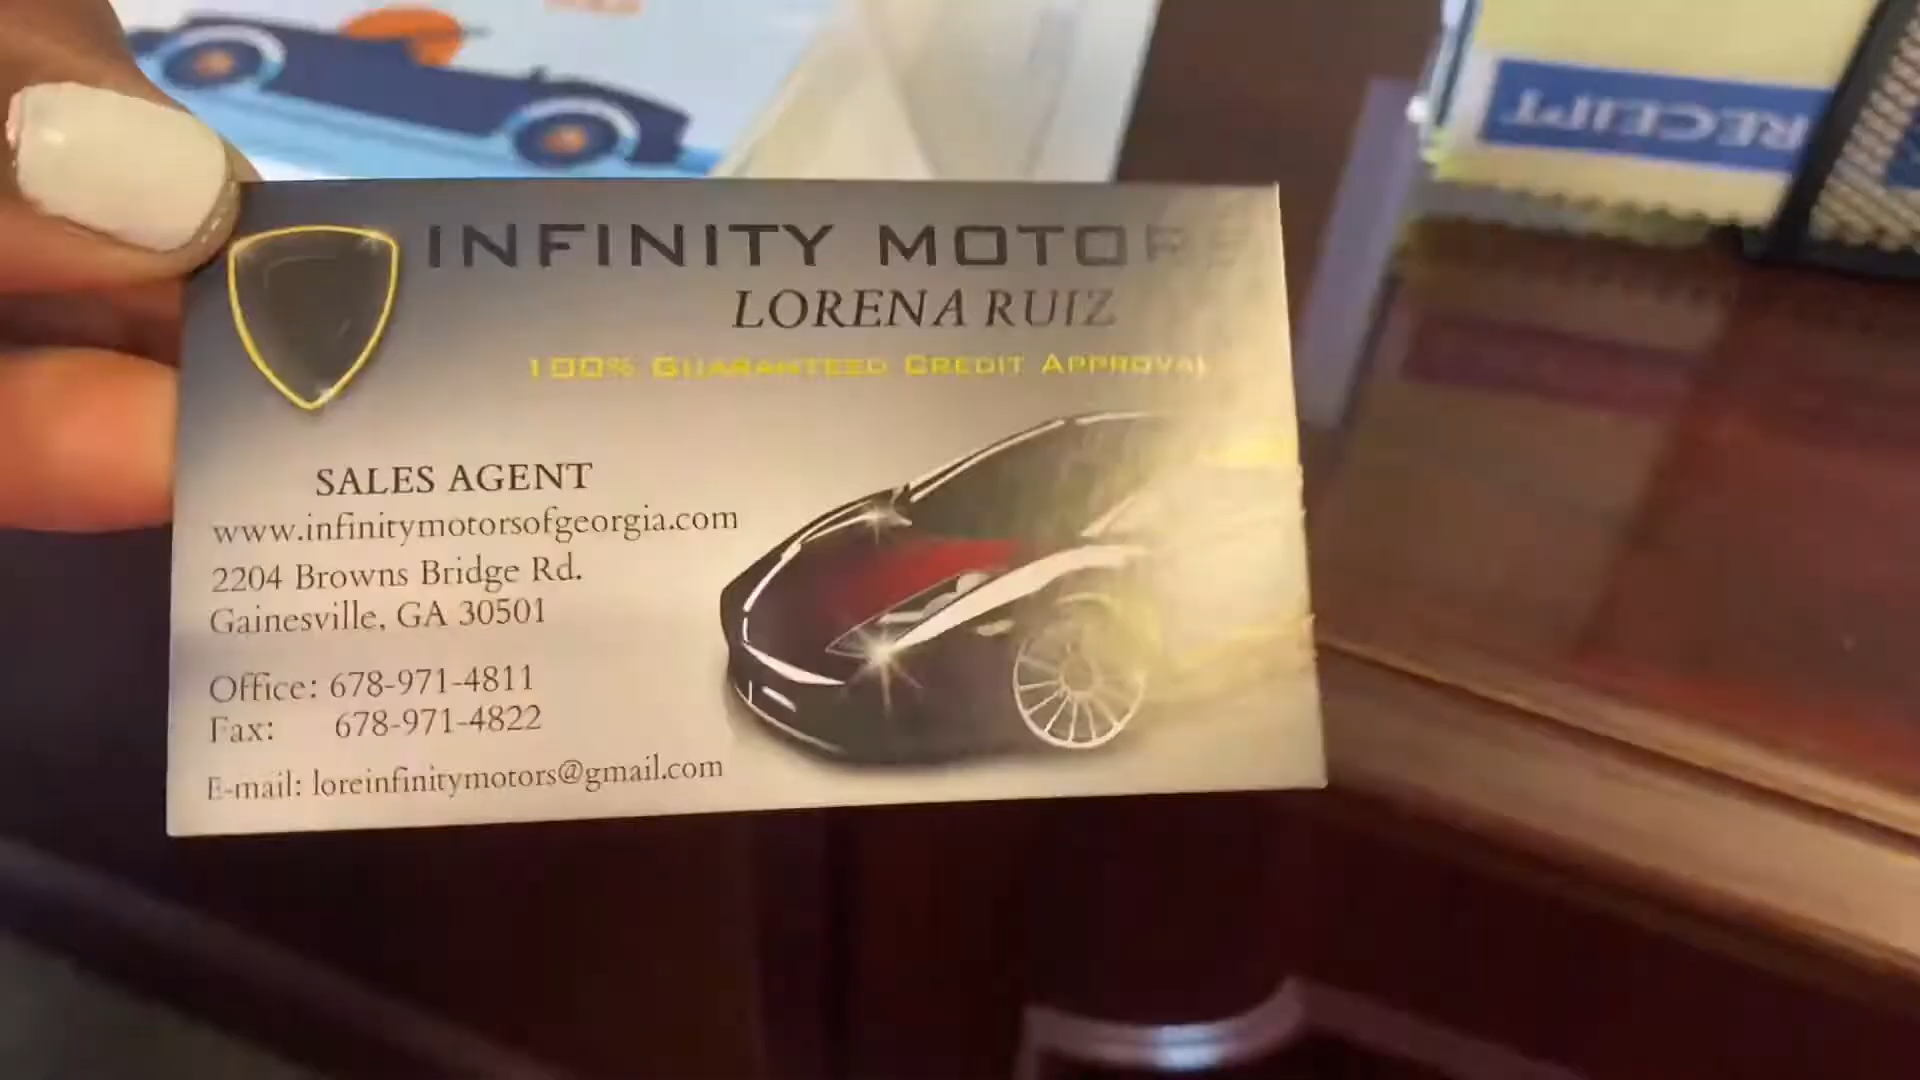 RECEIPT
INFINITY MOTORS
LORENA RUIZ
100% GUARANTEED CREDIT APPROVAL
SALES AGENT
www.infinitymotorsofgeorgia.com
2204 Browns Bridge Rd.
Gainesville, GA 30501
Office: 678-971-4811
Fax: 678-971-4822
E-mail: loreinfinitymotors@gmail.com